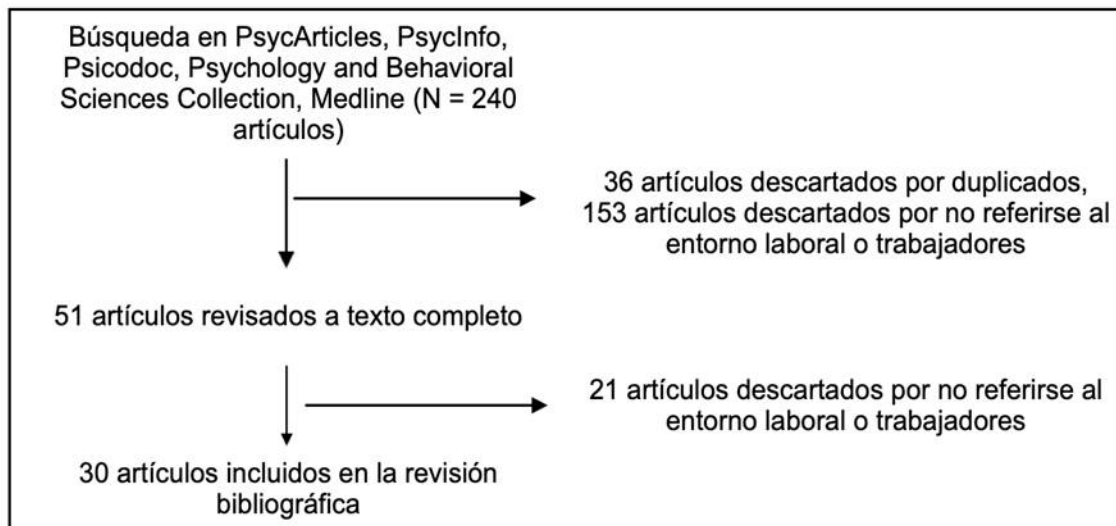 Búsqueda en PsycArticles, PsycInfo,
Psicodoc, Psychology and Behavioral
Sciences Collection, Medline (N = 240
artículos)
36 artículos descartados por duplicados,
153 artículos descartados por no referirse al
entorno laboral o trabajadores
51 artículos revisados a texto completo
21 artículos descartados por no referirse al
entorno laboral o trabajadores
30 artículos incluidos en la revisión
bibliográfica